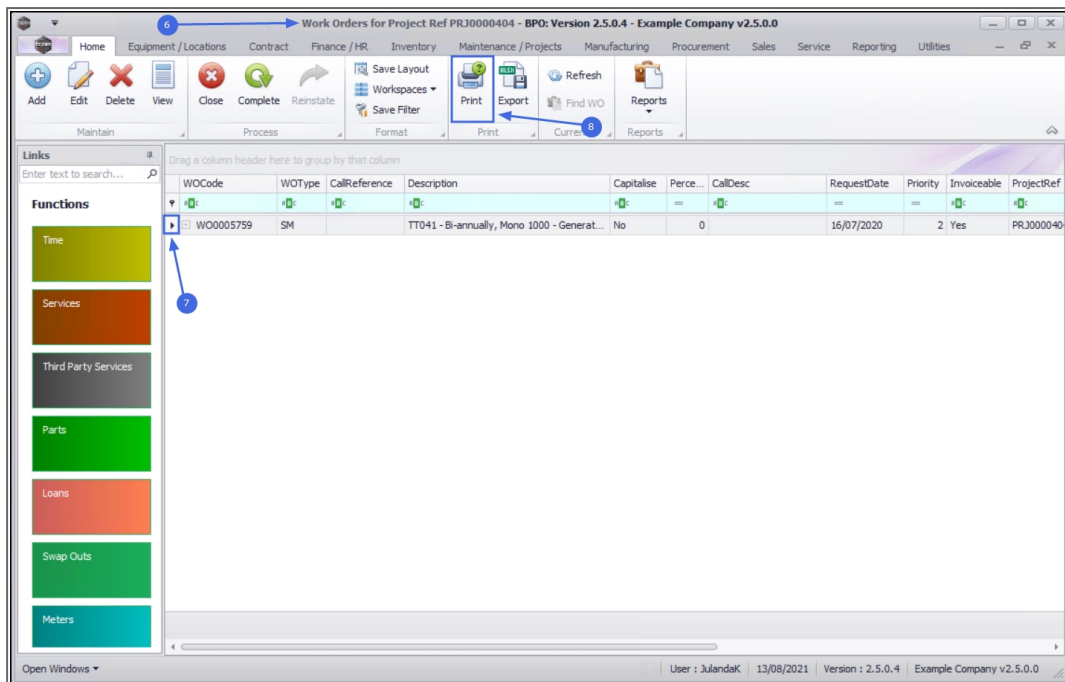 6
Work Orders for Project Ref PRJ0000404 - BPO: Version 2.5.0.4 - Example Company v2.5.0.0
Home Equipment / Locations Contract Finance / HR Inventory Maintenance / Projects Manufacturing Procurement Sales Service Reporting Utilities
Add Edit Delete View Close Complete Reinstate
Save Layout
Workspaces
Save Filter
Print Export
Refresh
Find WO
Reports
Maintain Process Format Print Reports
8
Links
Enter text to search...
Functions
Time
Services
Third Party Services
Parts
Loans
Swap Outs
Meters
Drag a column header here to group by that column
WOCode WOType CallReference Description Capitalise Perce... CallDesc RequestDate Priority Invoiceable ProjectRef
WO0005759 SM TT041 - Bi-annually, Mono 1000 - Generat... No 0 16/07/2020 2 Yes PRJ000040
7
Open Windows User : JulandaK 13/08/2021 Version : 2.5.0.4 Example Company v2.5.0.0